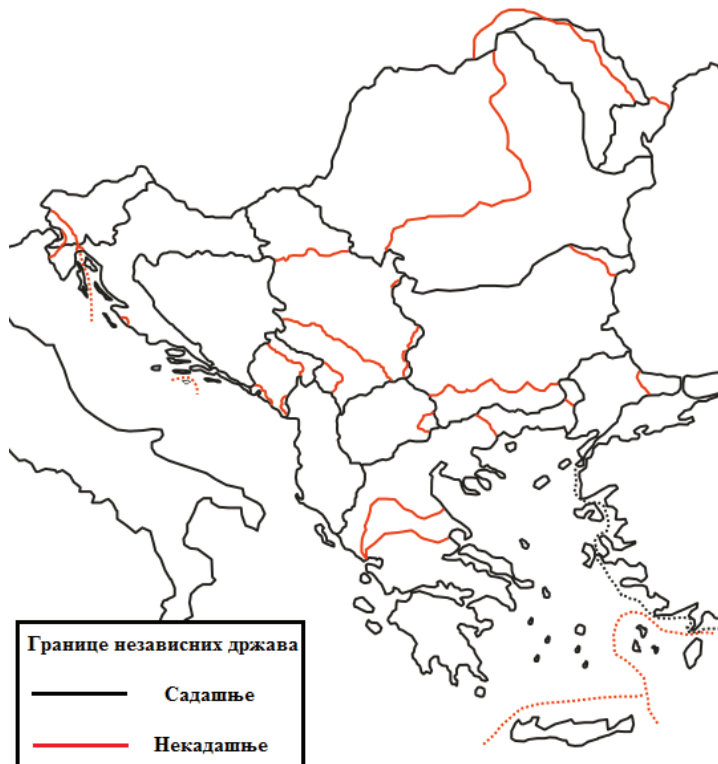 Границе независних држава
Садашње
Некадашње